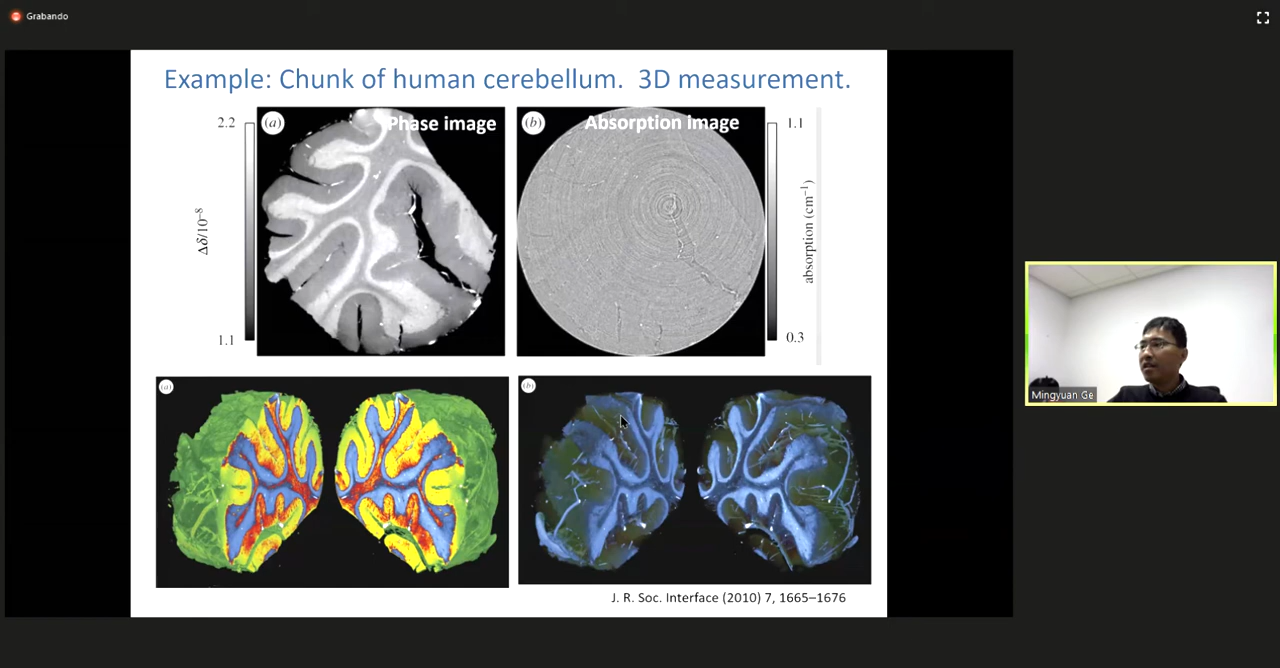 Grabando
Example: Chunk of human cerebellum. 3D measurement.
2.2
(a)
Phase image
(b)
Absorption image
1.1
Δδ/10⁻⁸
absorption (cm⁻¹)
1.1
0.3
(a)
(b)
Mingyuan Ge
J. R. Soc. Interface (2010) 7, 1665–1676